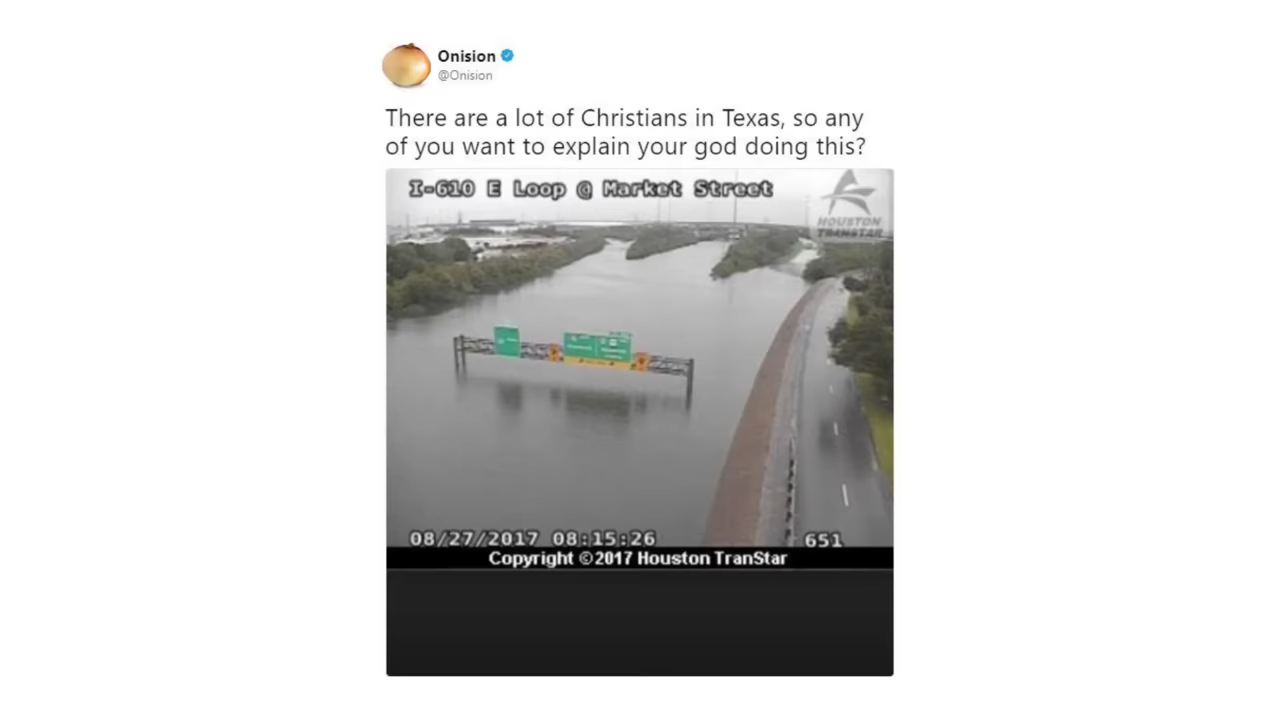 Onision
@Onision
There are a lot of Christians in Texas, so any
of you want to explain your god doing this?
I-610 E Loop @ Market Street
HOUSTON
TRANSTAR
08/27/2017 08:15:26
651
Copyright ©2017 Houston TranStar